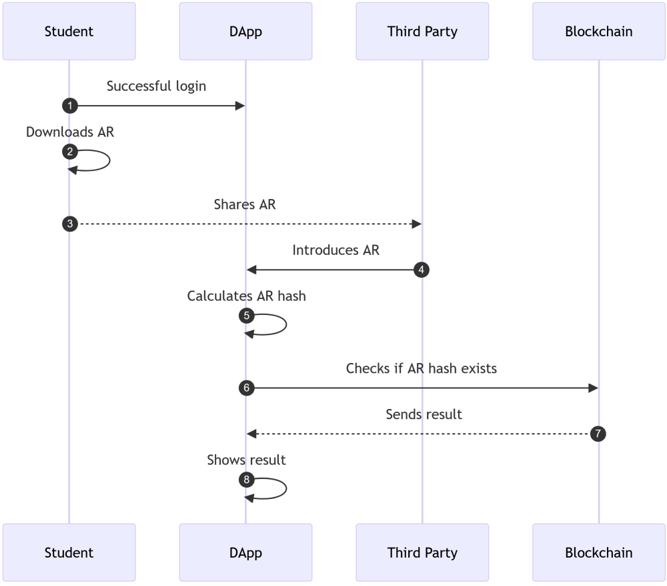 Student
DApp
Third Party
Blockchain
Successful login
1
Downloads AR
2
Shares AR
3
Introduces AR
4
Calculates AR hash
5
Checks if AR hash exists
6
Sends result
7
Shows result
8
Student
DApp
Third Party
Blockchain